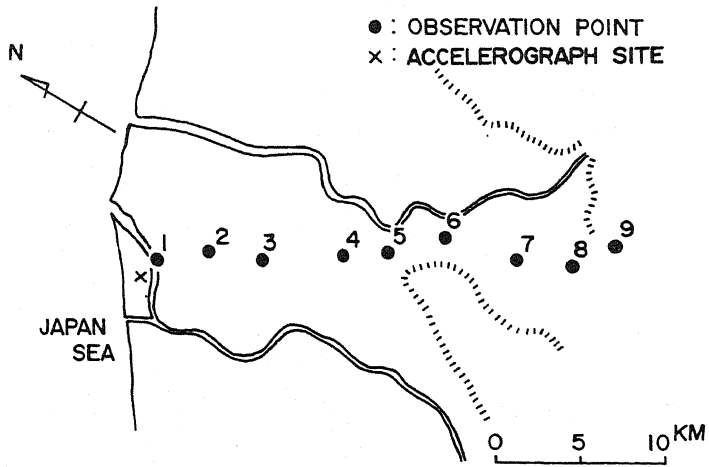 ● : OBSERVATION POINT
× : ACCELEROGRAPH SITE
N
1
2
3
4
5
6
7
8
9
JAPAN
SEA
0 5 10 KM